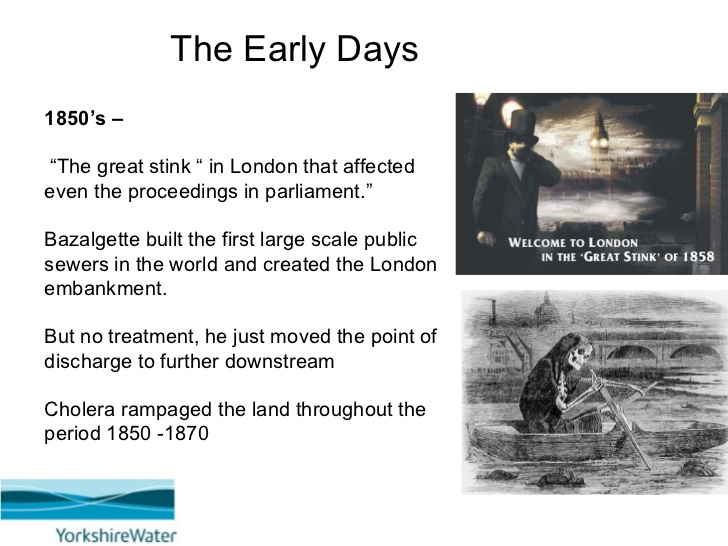 The Early Days
1850’s –
“The great stink “ in London that affected
even the proceedings in parliament.”
Bazalgette built the first large scale public
sewers in the world and created the London
embankment.
But no treatment, he just moved the point of
discharge to further downstream
Cholera rampaged the land throughout the
period 1850 -1870
WELCOME TO LONDON
IN THE ‘GREAT STINK’ OF 1858
YorkshireWater